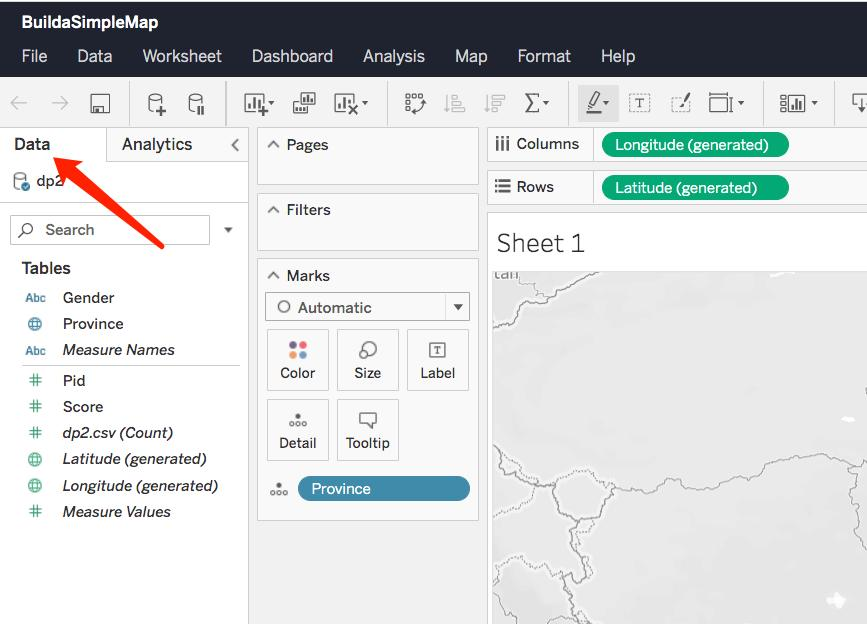 BuildaSimpleMap
File Data Worksheet Dashboard Analysis Map Format Help
Data Analytics
dp2
Search
Tables
Abc Gender
Province
Abc Measure Names
Pid
Score
dp2.csv (Count)
Latitude (generated)
Longitude (generated)
Measure Values
Pages
Filters
Marks
Automatic
Color Size Label
Detail Tooltip
Province
Columns Longitude (generated)
Rows Latitude (generated)
Sheet 1
tan